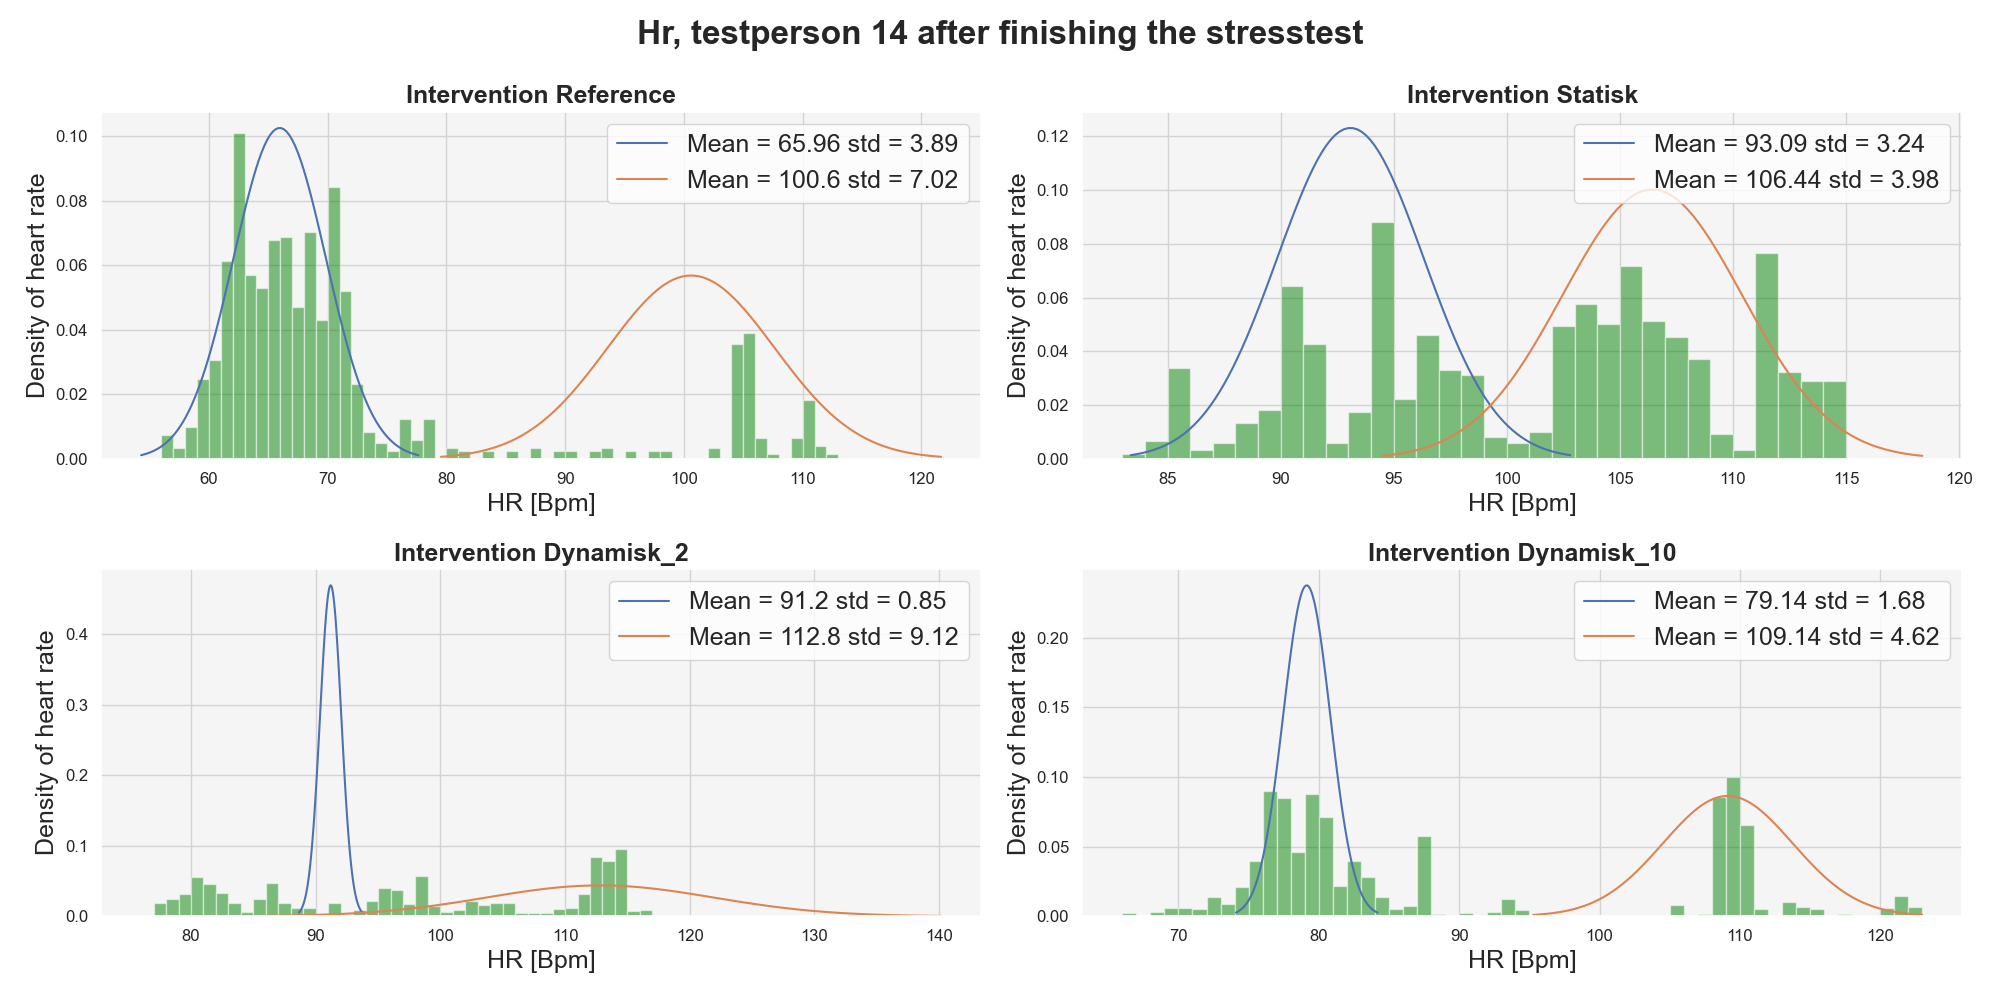 Hr, testperson 14 after finishing the stresstest
Intervention Reference
Density of heart rate
0.10
0.08
0.06
0.04
0.02
0.00
Mean = 65.96 std = 3.89
Mean = 100.6 std = 7.02
60 70 80 90 100 110 120
HR [Bpm]
Intervention Statisk
Density of heart rate
0.12
0.10
0.08
0.06
0.04
0.02
0.00
Mean = 93.09 std = 3.24
Mean = 106.44 std = 3.98
85 90 95 100 105 110 115 120
HR [Bpm]
Intervention Dynamisk_2
Density of heart rate
0.4
0.3
0.2
0.1
0.0
Mean = 91.2 std = 0.85
Mean = 112.8 std = 9.12
80 90 100 110 120 130 140
HR [Bpm]
Intervention Dynamisk_10
Density of heart rate
0.20
0.15
0.10
0.05
0.00
Mean = 79.14 std = 1.68
Mean = 109.14 std = 4.62
70 80 90 100 110 120
HR [Bpm]